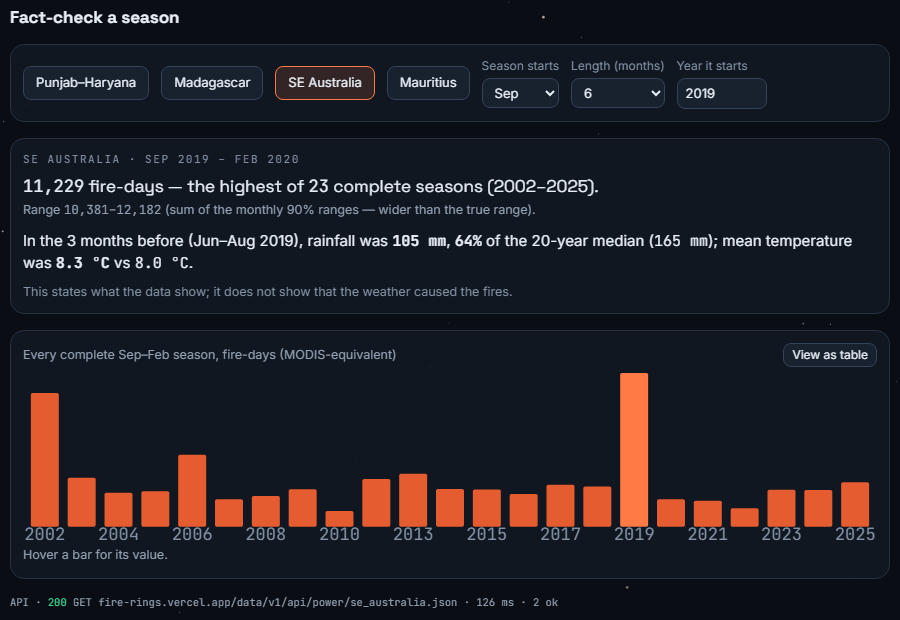 Fact-check a season
Punjab–Haryana
Madagascar
SE Australia
Mauritius
Season starts
Sep
Length (months)
6
Year it starts
2019
SE AUSTRALIA · SEP 2019 – FEB 2020
11,229 fire-days — the highest of 23 complete seasons (2002–2025).
Range 10,381–12,182 (sum of the monthly 90% ranges — wider than the true range).
In the 3 months before (Jun–Aug 2019), rainfall was 105 mm, 64% of the 20-year median (165 mm); mean temperature
was 8.3 °C vs 8.0 °C.
This states what the data show; it does not show that the weather caused the fires.
Every complete Sep–Feb season, fire-days (MODIS-equivalent)
View as table
2002 2004 2006 2008 2010 2013 2015 2017 2019 2021 2023 2025
Hover a bar for its value.
API · 200 GET fire-rings.vercel.app/data/v1/api/power/se_australia.json · 126 ms · 2 ok